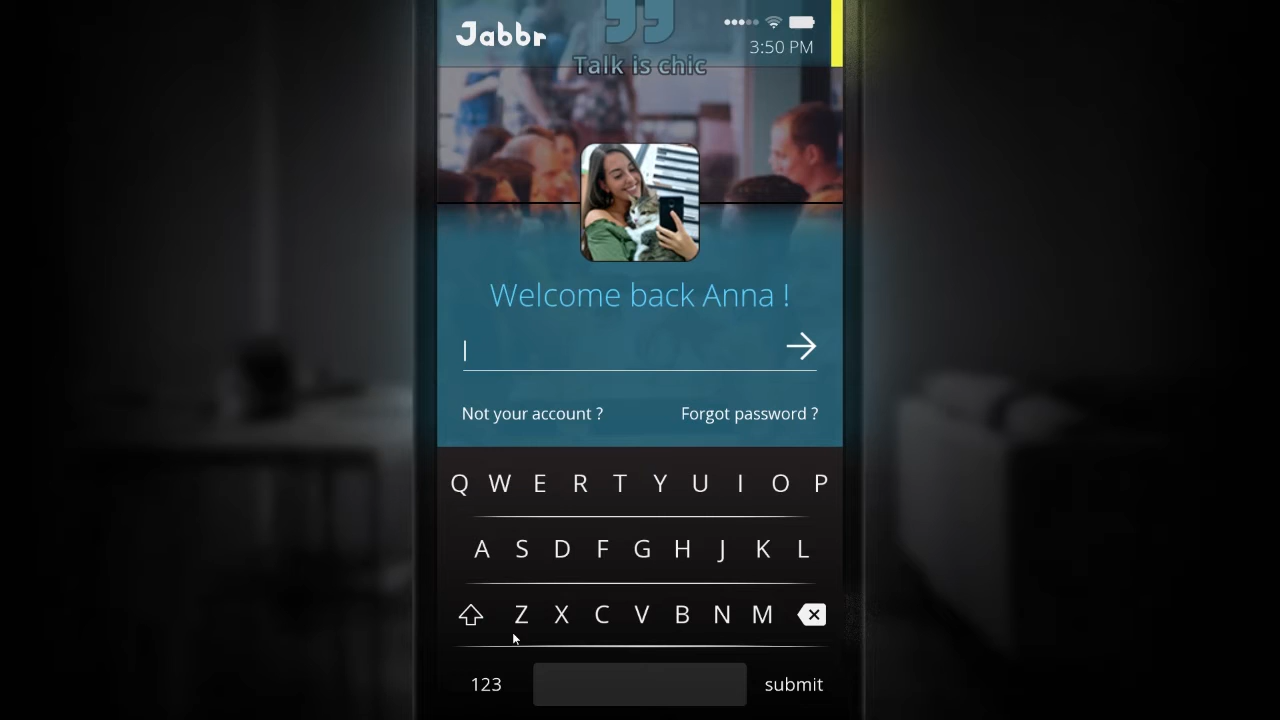 Jabbr
Talk is chic
3:50 PM
Welcome back Anna !
Not your account ?
Forgot password ?
Q W E R T Y U I O P
A S D F G H J K L
Z X C V B N M
123
submit